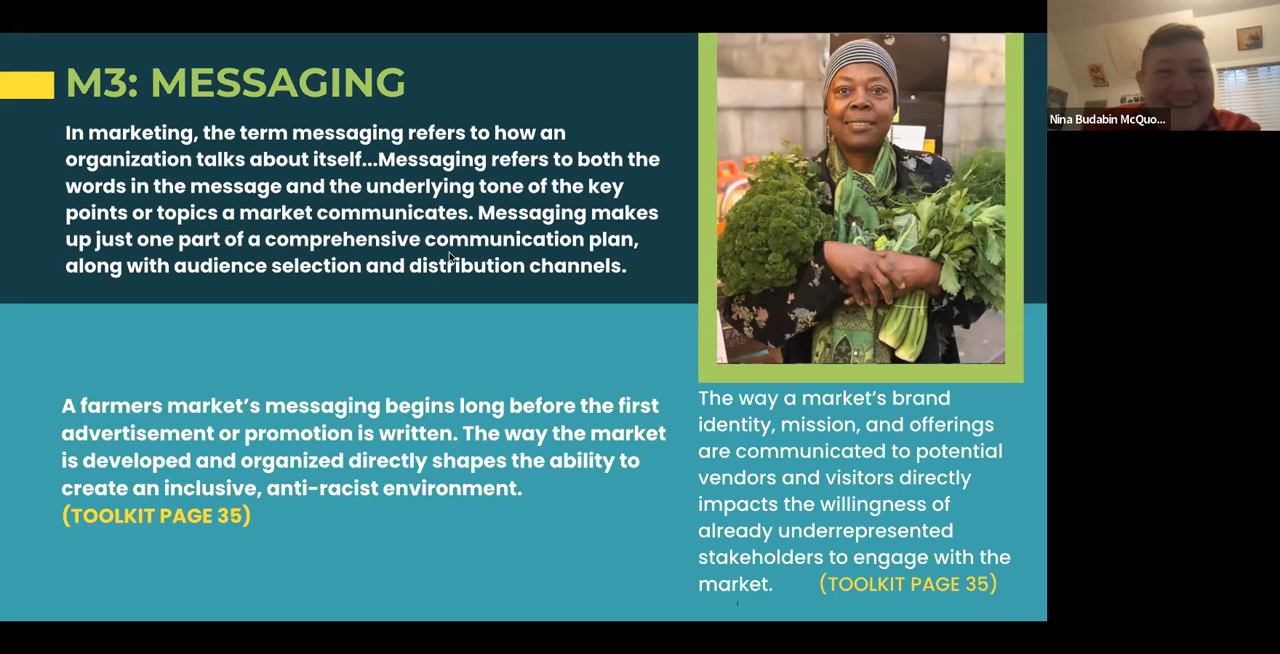 M3: MESSAGING
In marketing, the term messaging refers to how an
organization talks about itself...Messaging refers to both the
words in the message and the underlying tone of the key
points or topics a market communicates. Messaging makes
up just one part of a comprehensive communication plan,
along with audience selection and distribution channels.
A farmers market’s messaging begins long before the first
advertisement or promotion is written. The way the market
is developed and organized directly shapes the ability to
create an inclusive, anti-racist environment.
(TOOLKIT PAGE 35)
The way a market’s brand
identity, mission, and offerings
are communicated to potential
vendors and visitors directly
impacts the willingness of
already underrepresented
stakeholders to engage with the
market. (TOOLKIT PAGE 35)
Nina Budabin McQuo...